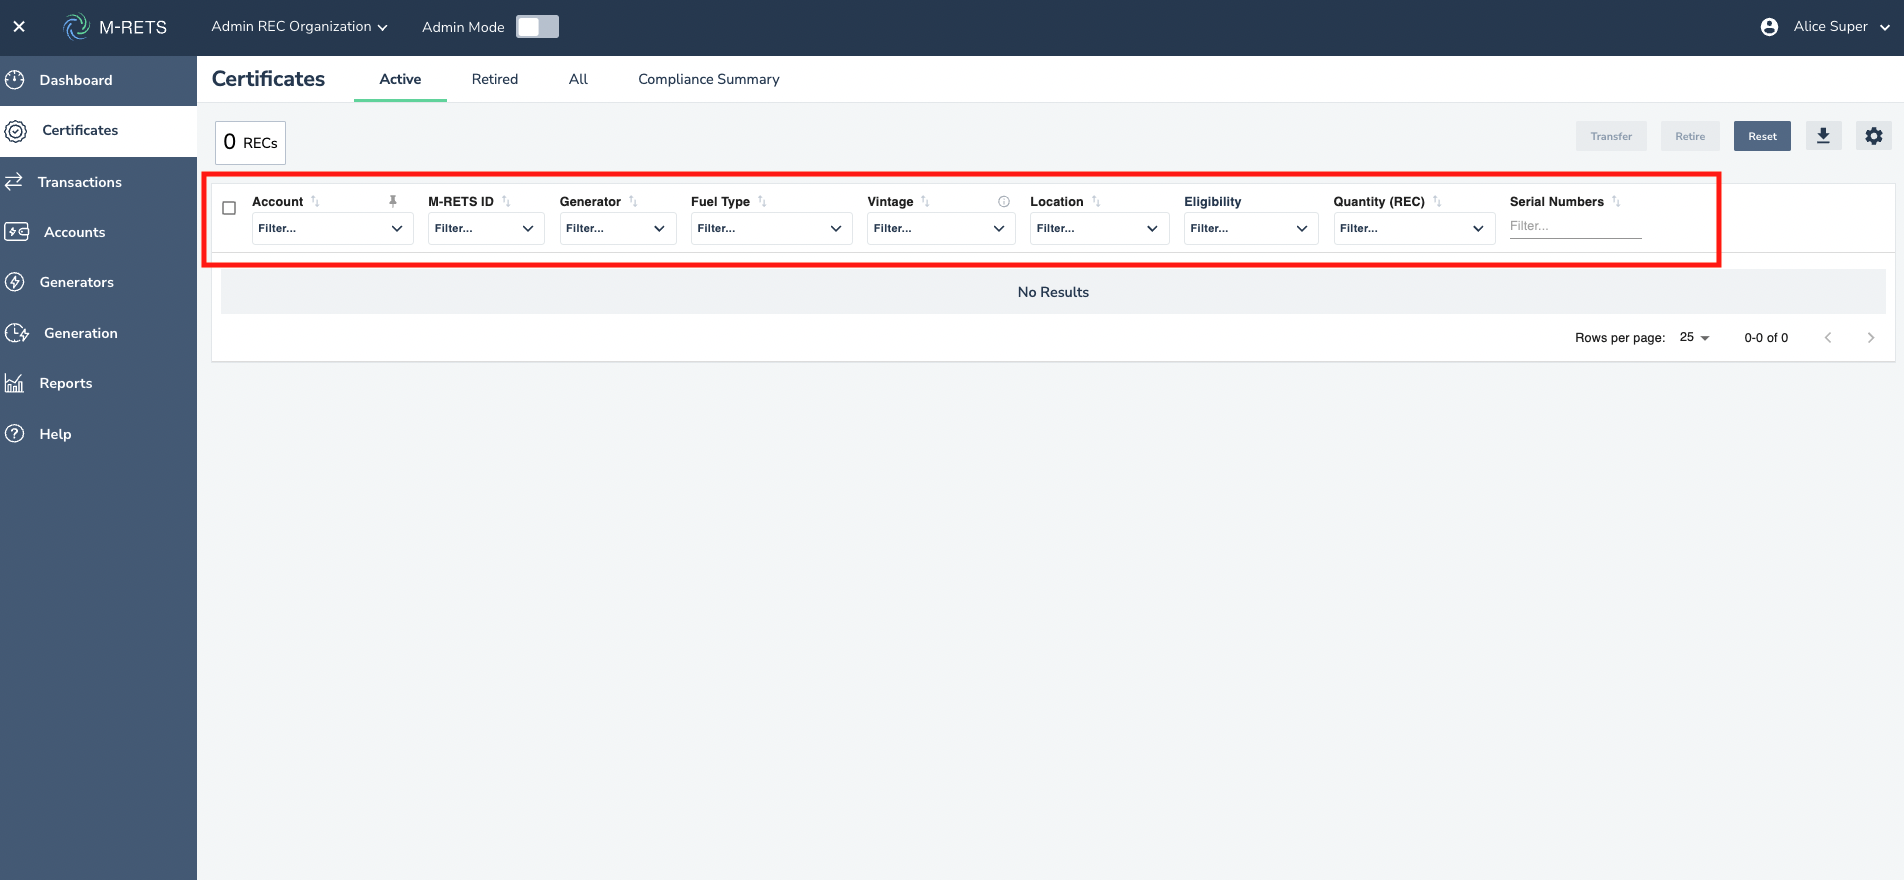 M-RETS
Admin REC Organization
Admin Mode
Alice Super
Dashboard
Certificates
Transactions
Accounts
Generators
Generation
Reports
Help
Certificates
Active
Retired
All
Compliance Summary
0 RECs
Transfer
Retire
Reset
Account
M-RETS ID
Generator
Fuel Type
Vintage
Location
Eligibility
Quantity (REC)
Serial Numbers
Filter...
Filter...
Filter...
Filter...
Filter...
Filter...
Filter...
Filter...
Filter...
No Results
Rows per page: 25
0-0 of 0